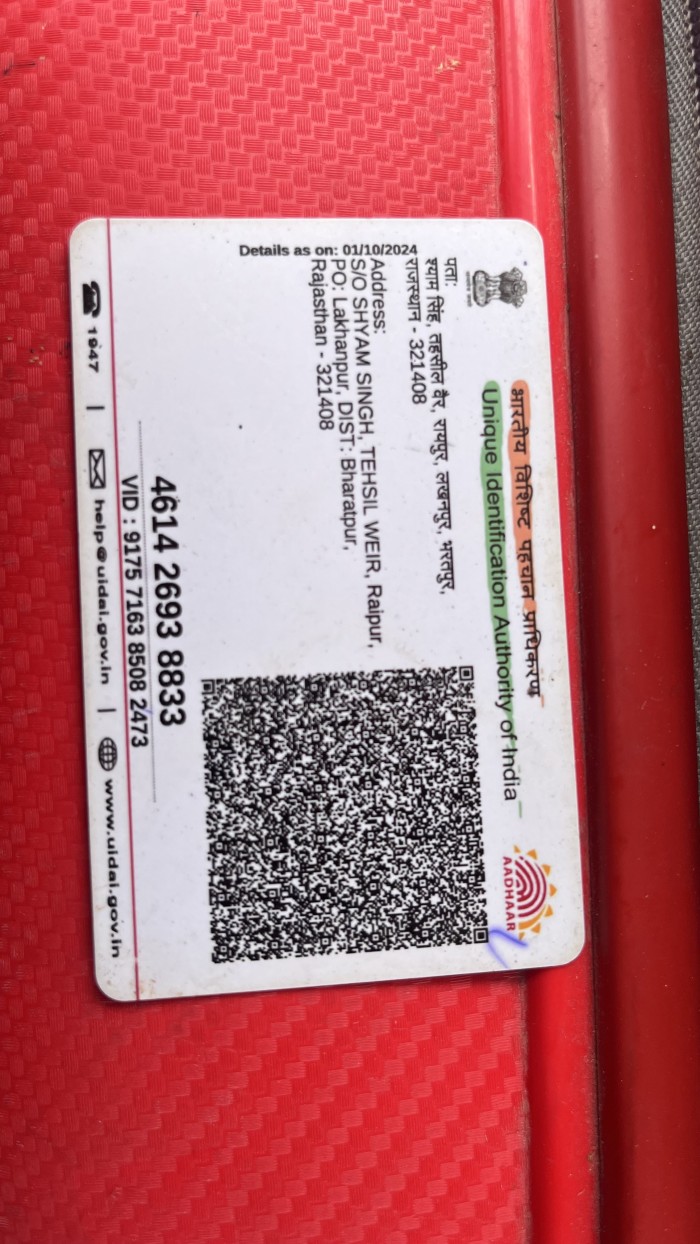 भारतीय विशिष्ट पहचान प्राधिकरण
Unique Identification Authority of India
AADHAAR
Details as on: 01/10/2024
पता:
श्याम सिंह, तहसील वैर, रायपुर, लखनपुर, भरतपुर,
राजस्थान - 321408
Address:
S/O SHYAM SINGH, TEHSIL WEIR, Raipur,
PO: Lakhanpur, DIST: Bharatpur,
Rajasthan - 321408
4614 2693 8833
VID : 9175 7163 8508 2473
1947 | help@uidai.gov.in | www.uidai.gov.in